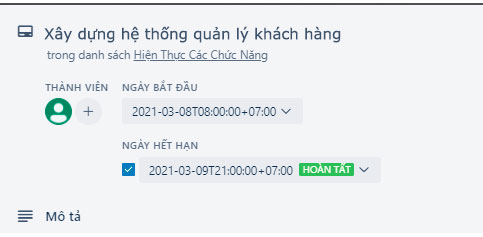 Xây dựng hệ thống quản lý khách hàng
trong danh sách Hiện Thực Các Chức Năng
THÀNH VIÊN
NGÀY BẮT ĐẦU
2021-03-08T08:00:00+07:00
NGÀY HẾT HẠN
2021-03-09T21:00:00+07:00 HOÀN TẤT
Mô tả